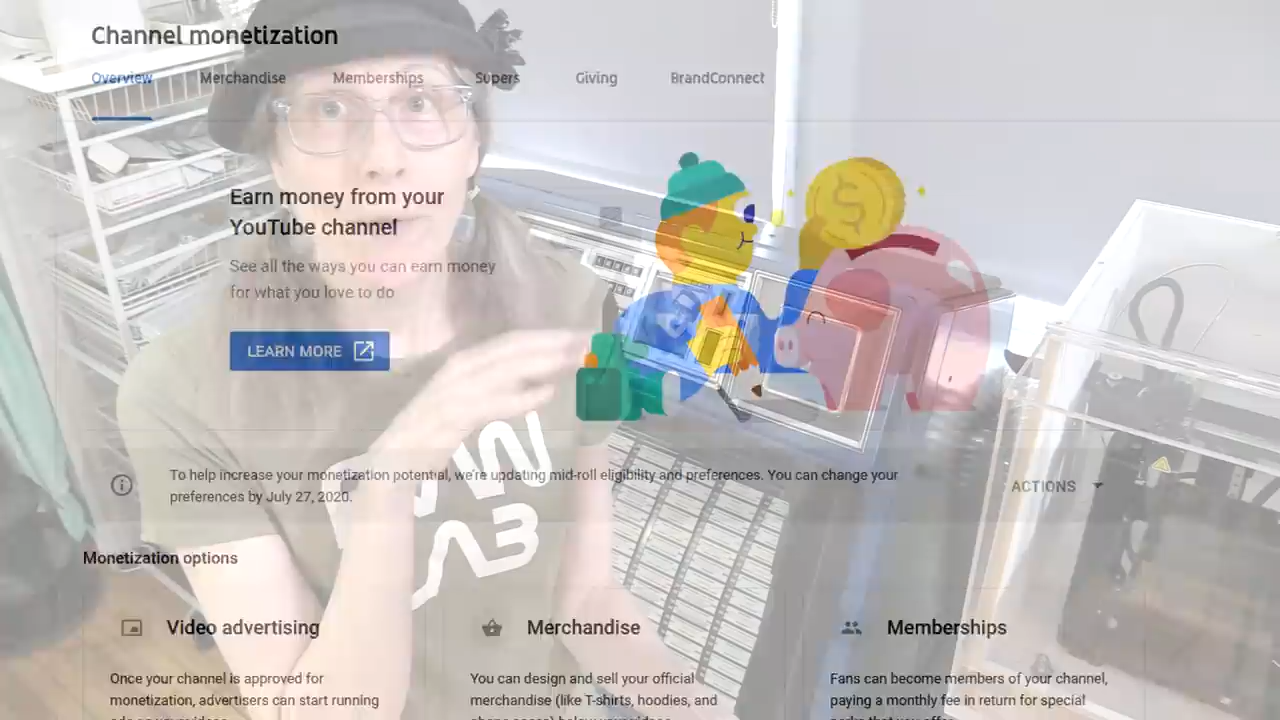 Channel monetization
Overview Merchandise Memberships Supers Giving BrandConnect
Earn money from your
YouTube channel
See all the ways you can earn money
for what you love to do
LEARN MORE
To help increase your monetization potential, we're updating mid-roll eligibility and preferences. You can change your
preferences by July 27, 2020.
ACTIONS
Monetization options
Video advertising
Merchandise
Memberships
Once your channel is approved for
monetization, advertisers can start running
You can design and sell your official
merchandise (like T-shirts, hoodies, and
Fans can become members of your channel,
paying a monthly fee in return for special